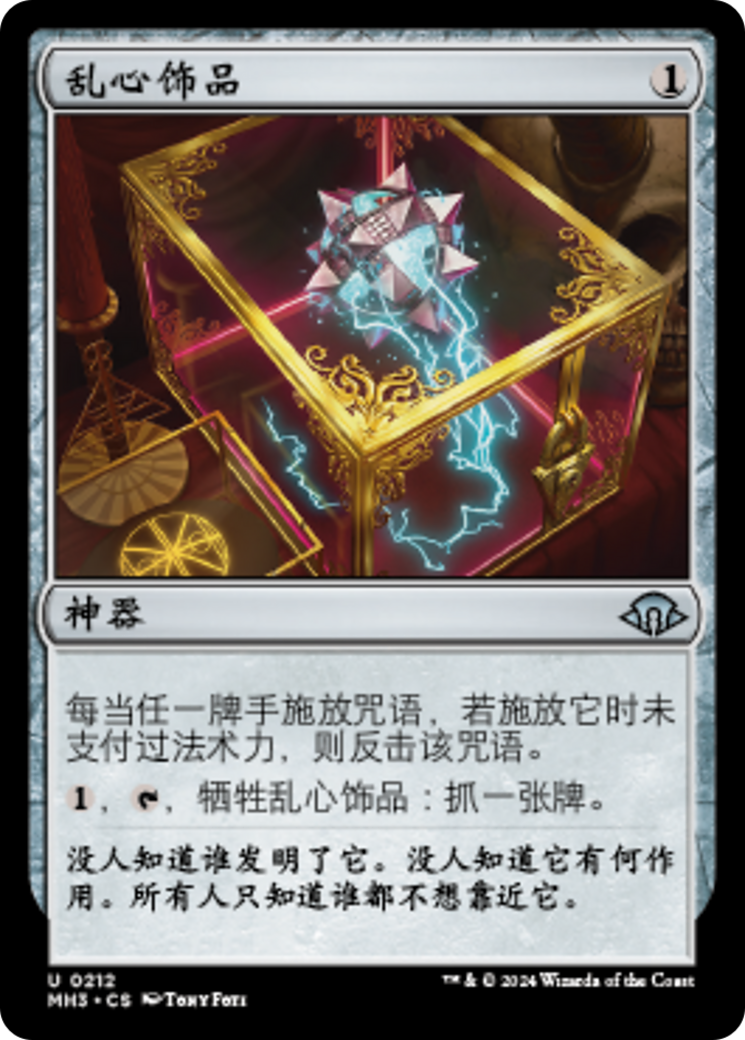 乱心饰品 1
神器
每当任一牌手施放咒语，若施放它时未
支付过法术力，则反击该咒语。
1，，牺牲乱心饰品：抓一张牌。
没人知道谁发明了它。没人知道它有何作
用。所有人只知道谁都不想靠近它。
U 0212
MH3 • CS Tony Foti
™ & © 2024 Wizards of the Coast